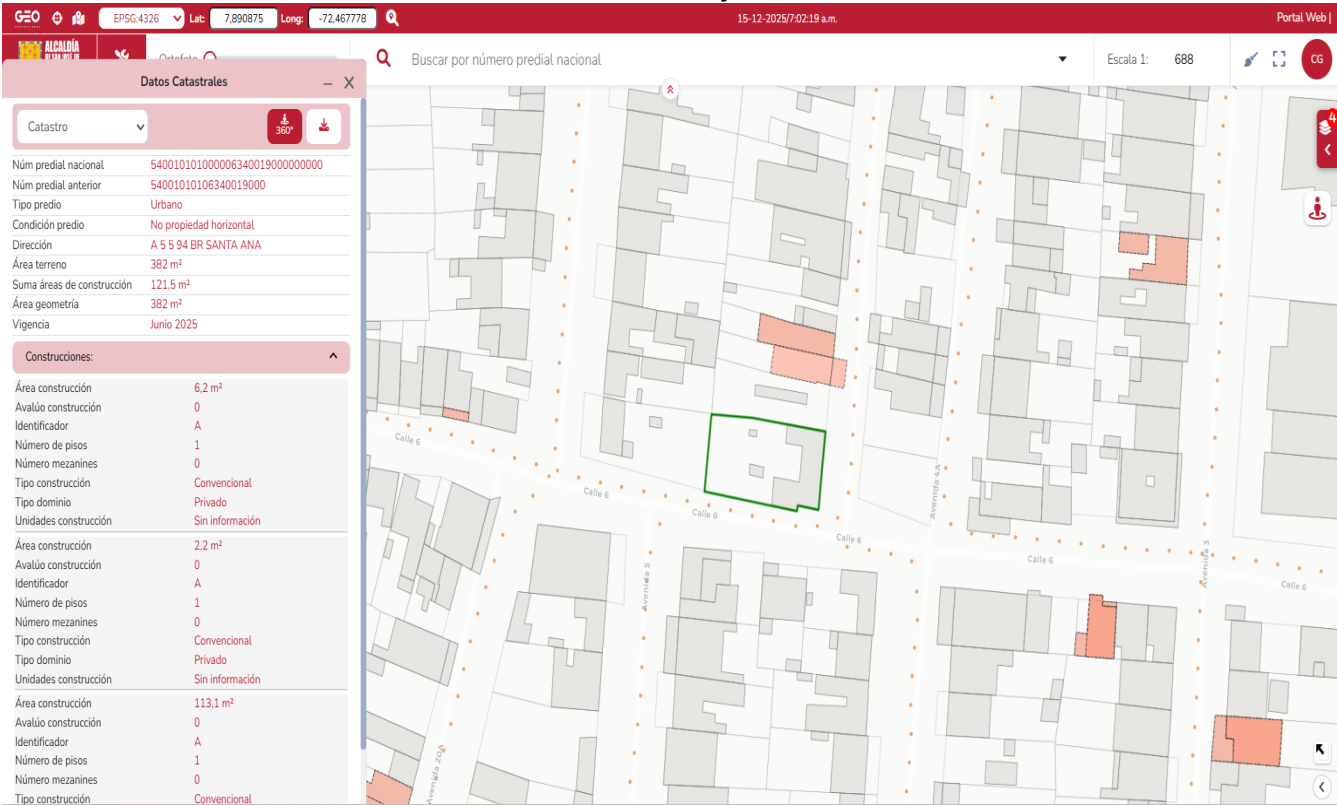 GEO EPSG:4326 Lat: 7,890875 Long: -72,467778 15-12-2025/7:02:19 a.m. Portal Web |
ALCALDÍA
Ortofoto Buscar por número predial nacional Escala 1: 688 CG
Datos Catastrales
Catastro 360°
4
Núm predial nacional 540010101000006340019000000000
Núm predial anterior 54001010106340019000
Tipo predio Urbano
Condición predio No propiedad horizontal
Dirección A 5 5 94 BR SANTA ANA
Área terreno 382 m²
Suma áreas de construcción 121,5 m²
Área geometría 382 m²
Vigencia Junio 2025
Construcciones:
Área construcción 6,2 m²
Avalúo construcción 0
Identificador A
Número de pisos 1
Número mezanines 0
Tipo construcción Convencional
Tipo dominio Privado
Unidades construcción Sin información
Área construcción 2,2 m²
Avalúo construcción 0
Identificador A
Número de pisos 1
Número mezanines 0
Tipo construcción Convencional
Tipo dominio Privado
Unidades construcción Sin información
Área construcción 113,1 m²
Avalúo construcción 0
Identificador A
Número de pisos 1
Número mezanines 0
Tipo construcción Convencional
Calle 6
Calle 6
Calle 6
Calle 6
Calle 6
Calle 6
Avenida 4A
Avenida 5
Avenida 3
Avenida 20A